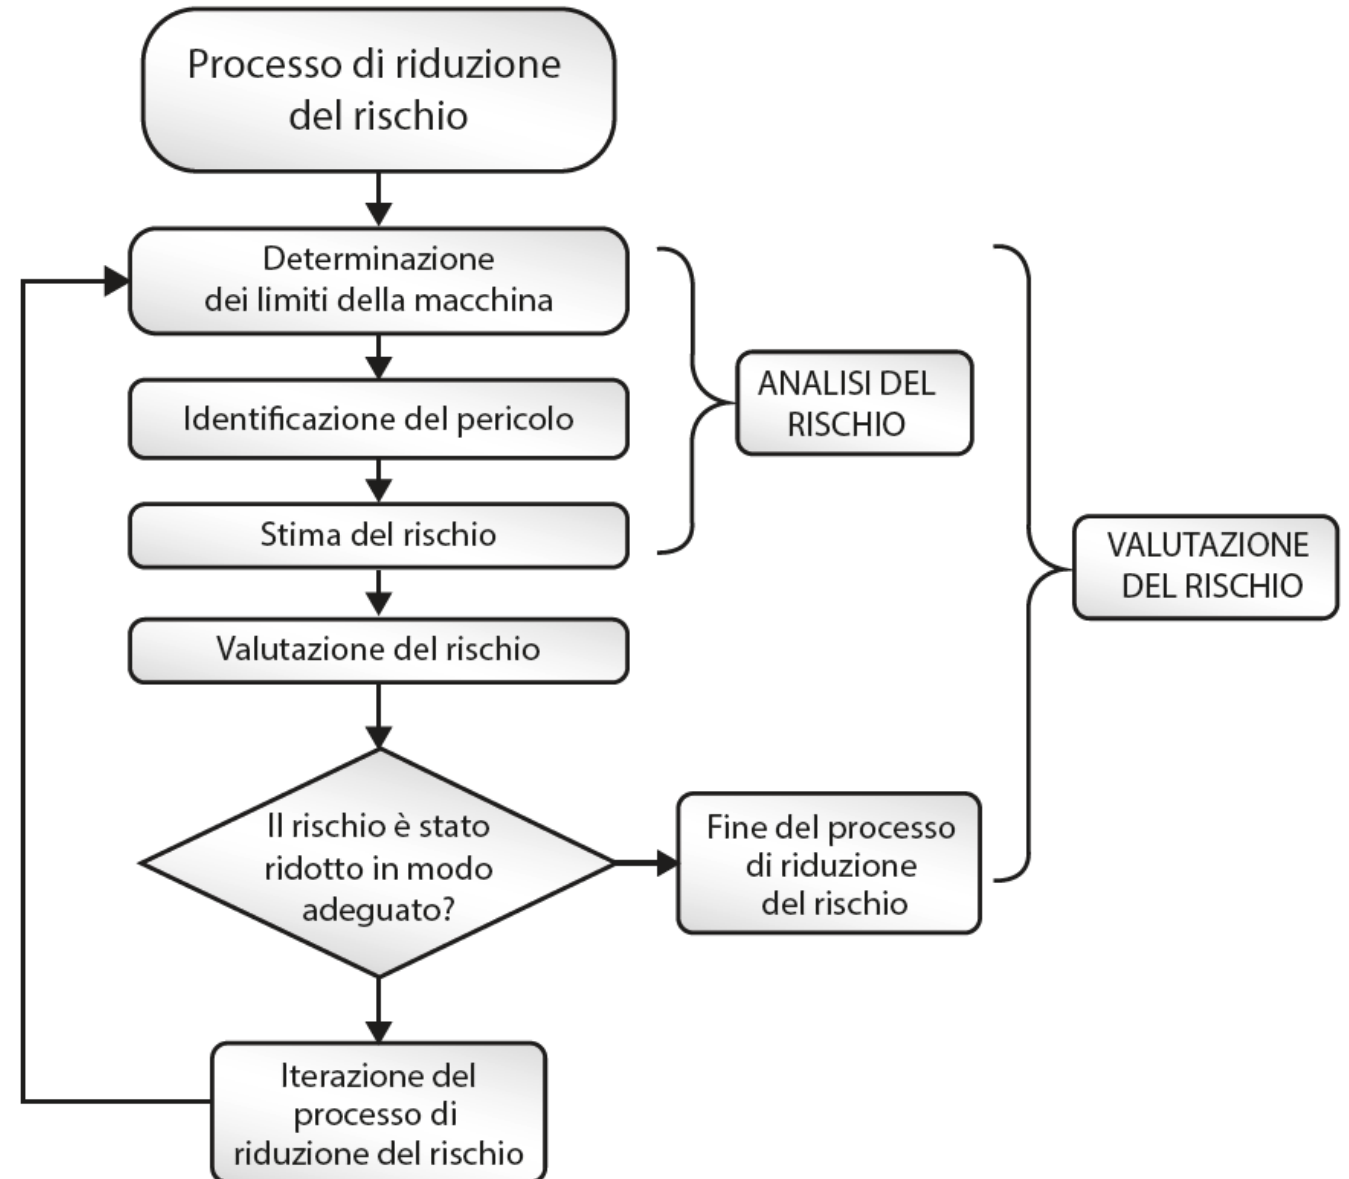 Processo di riduzione
del rischio
Determinazione
dei limiti della macchina
Identificazione del pericolo
Stima del rischio
ANALISI DEL
RISCHIO
Valutazione del rischio
VALUTAZIONE
DEL RISCHIO
Il rischio è stato
ridotto in modo
adeguato?
Fine del processo
di riduzione
del rischio
Iterazione del
processo di
riduzione del rischio